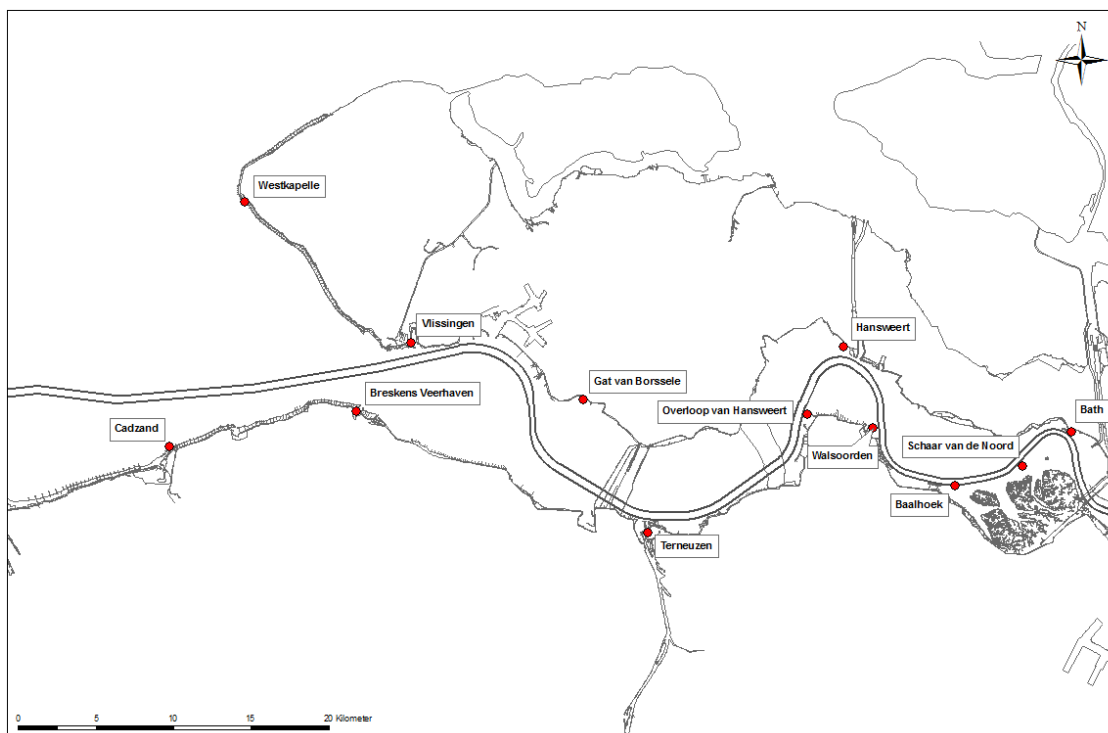 N
Westkapelle
Vlissingen
Hansweert
Breskens Veerhaven
Gat van Borssele
Overloop van Hansweert
Bath
Cadzand
Schaar van de Noord
Walsoorden
Baalhoek
Terneuzen
0 5 10 15 20 Kilometer